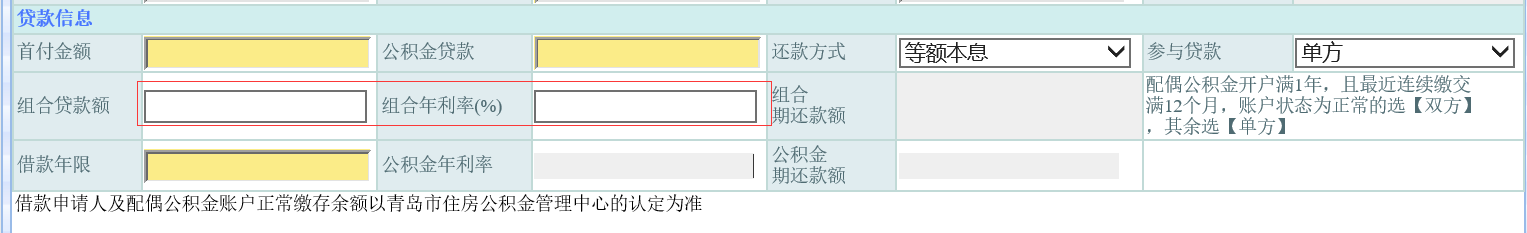 贷款信息
首付金额 公积金贷款 还款方式 等额本息 参与贷款 单方
组合贷款额 组合年利率(%) 组合
期还款额
配偶公积金开户满1年，且最近连续缴交
满12个月，账户状态为正常的选【双方】
，其余选【单方】
借款年限 公积金年利率 公积金
期还款额
借款申请人及配偶公积金账户正常缴存余额以青岛市住房公积金管理中心的认定为准